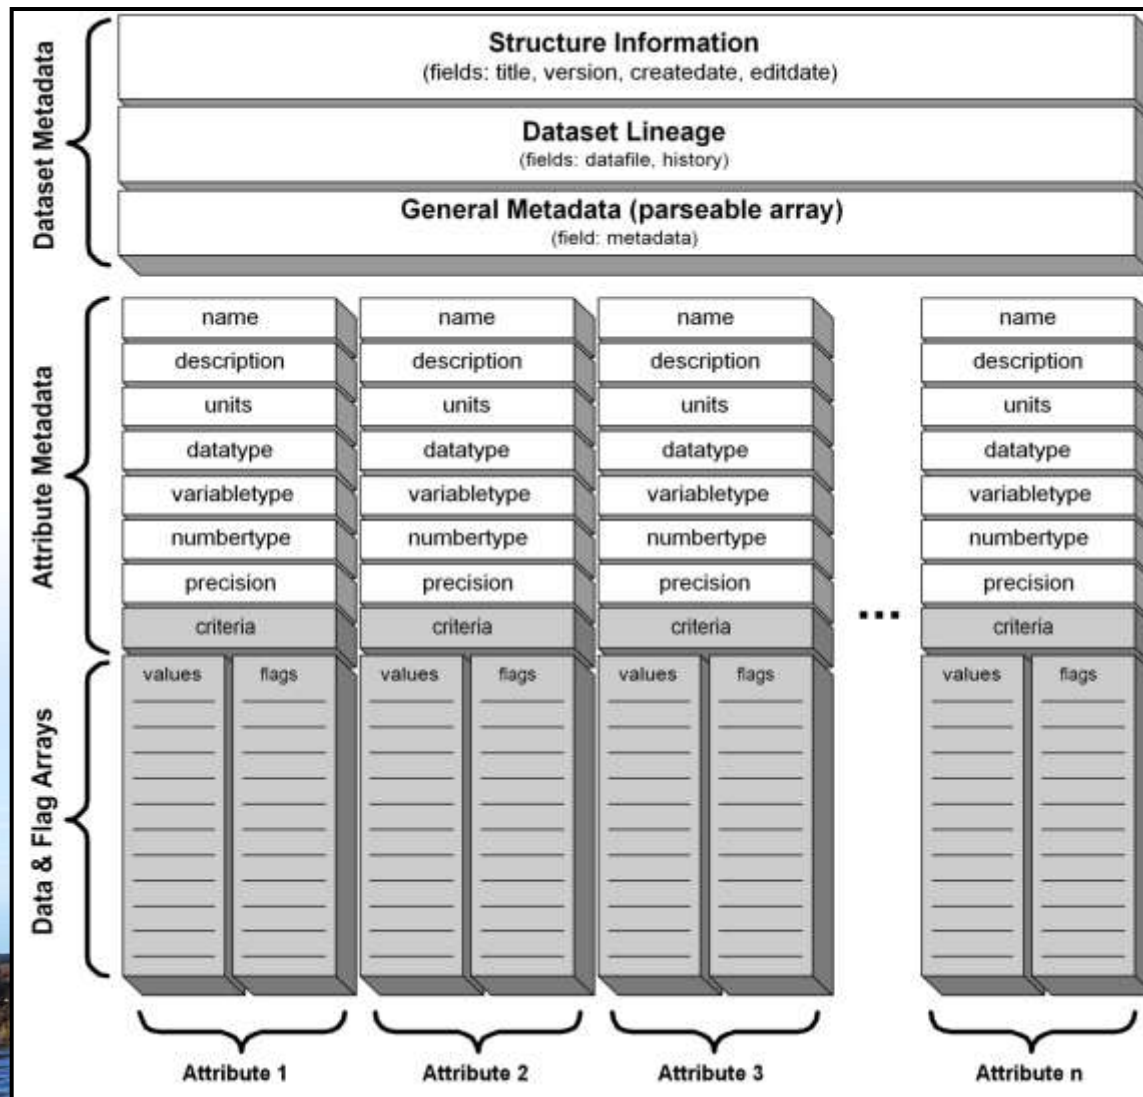 Dataset Metadata
Structure Information
(fields: title, version, createdate, editdate)
Dataset Lineage
(fields: datafile, history)
General Metadata (parseable array)
(field: metadata)
Attribute Metadata
name name name name
description description description description
units units units units
datatype datatype datatype datatype
variabletype variabletype variabletype variabletype
numbertype numbertype numbertype numbertype
precision precision precision ... precision
criteria criteria criteria criteria
Data & Flag Arrays
values flags values flags values flags values flags
Attribute 1 Attribute 2 Attribute 3 Attribute n